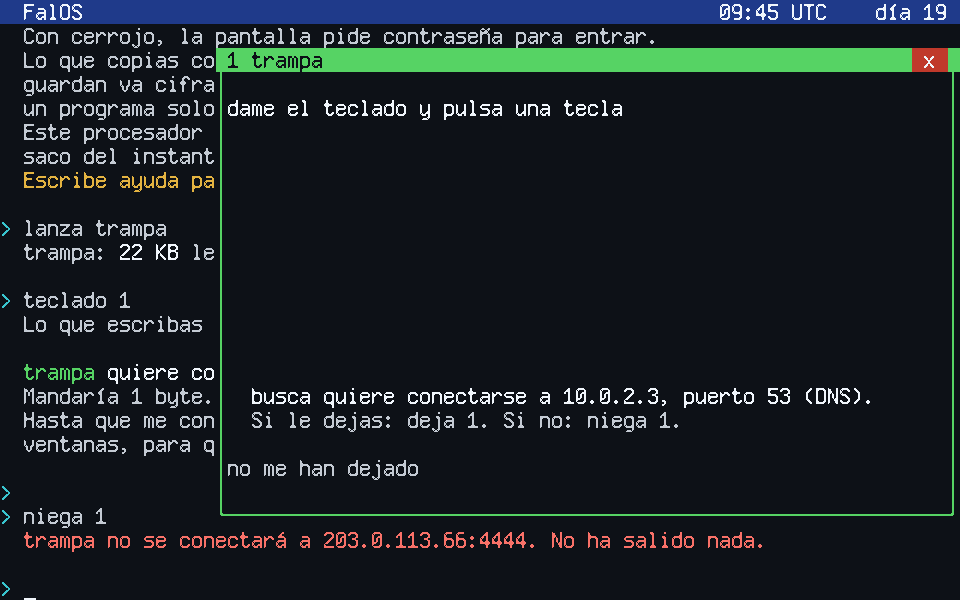 FalOS
09:45 UTC    día 19
Con cerrojo, la pantalla pide contraseña para entrar.
Lo que copias co
guardan va cifra
un programa solo
Este procesador
saco del instant
Escribe ayuda pa
> lanza trampa
trampa: 22 KB le
> teclado 1
Lo que escribas
trampa quiere co
Mandaría 1 byte.
Hasta que me con
ventanas, para q
>
> niega 1
trampa no se conectará a 203.0.113.66:4444. No ha salido nada.
> _
1 trampa
x
dame el teclado y pulsa una tecla
busca quiere conectarse a 10.0.2.3, puerto 53 (DNS).
Si le dejas: deja 1. Si no: niega 1.
no me han dejado